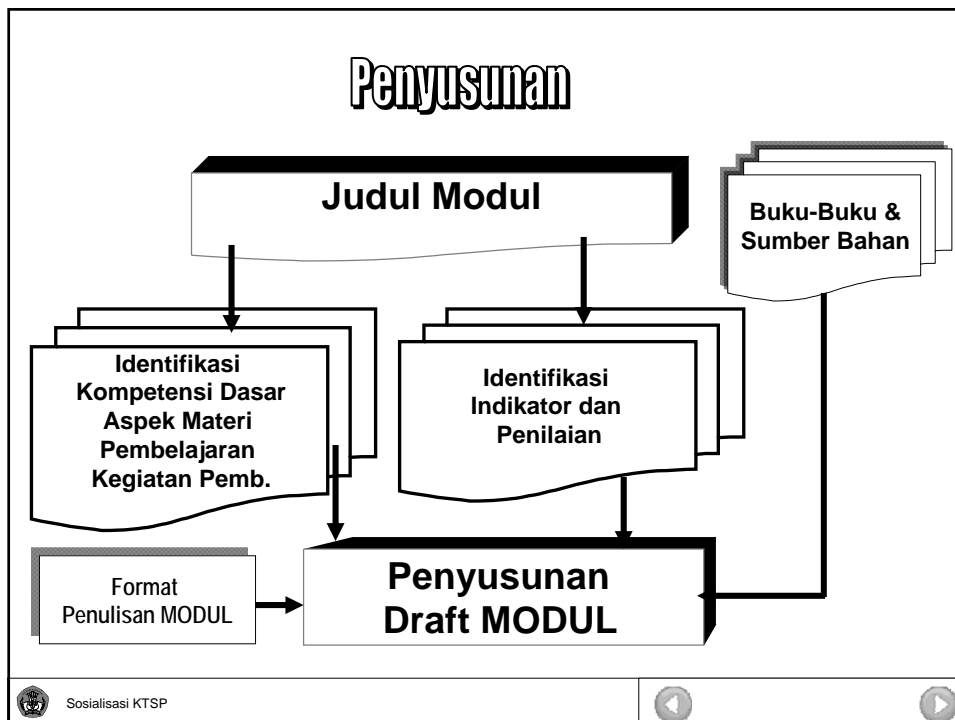 Penyusunan
Judul Modul
Buku-Buku &
Sumber Bahan
Identifikasi
Kompetensi Dasar
Aspek Materi
Pembelajaran
Kegiatan Pemb.
Identifikasi
Indikator dan
Penilaian
Format
Penulisan MODUL
Penyusunan
Draft MODUL
Sosialisasi KTSP